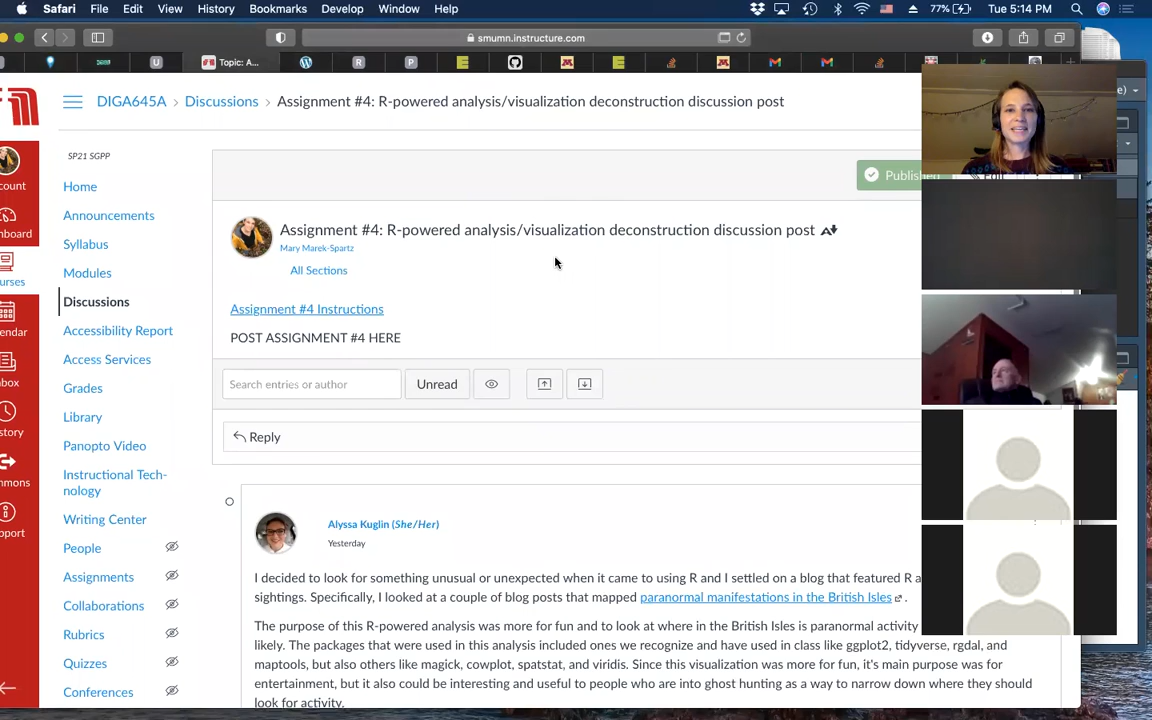 Safari File Edit View History Bookmarks Develop Window Help 77% Tue 5:14 PM
smumn.instructure.com
U Topic: A... R P
DIGA645A > Discussions > Assignment #4: R-powered analysis/visualization deconstruction discussion post
SP21 SGPP
Home
Announcements
Syllabus
Modules
Discussions
Accessibility Report
Access Services
Grades
Library
Panopto Video
Instructional Tech-
nology
Writing Center
People
Assignments
Collaborations
Rubrics
Quizzes
Conferences
count
hboard
urses
endar
box
story
mmons
pport
Published Edit
Assignment #4: R-powered analysis/visualization deconstruction discussion post
Mary Marek-Spartz
All Sections
Assignment #4 Instructions
POST ASSIGNMENT #4 HERE
Search entries or author Unread
Reply
Alyssa Kuglin (She/Her)
Yesterday
I decided to look for something unusual or unexpected when it came to using R and I settled on a blog that featured R a
sightings. Specifically, I looked at a couple of blog posts that mapped paranormal manifestations in the British Isles .
The purpose of this R-powered analysis was more for fun and to look at where in the British Isles is paranormal activity
likely. The packages that were used in this analysis included ones we recognize and have used in class like ggplot2, tidyverse, rgdal, and
maptools, but also others like magick, cowplot, spatstat, and viridis. Since this visualization was more for fun, it's main purpose was for
entertainment, but it also could be interesting and useful to people who are into ghost hunting as a way to narrow down where they should
look for activity.